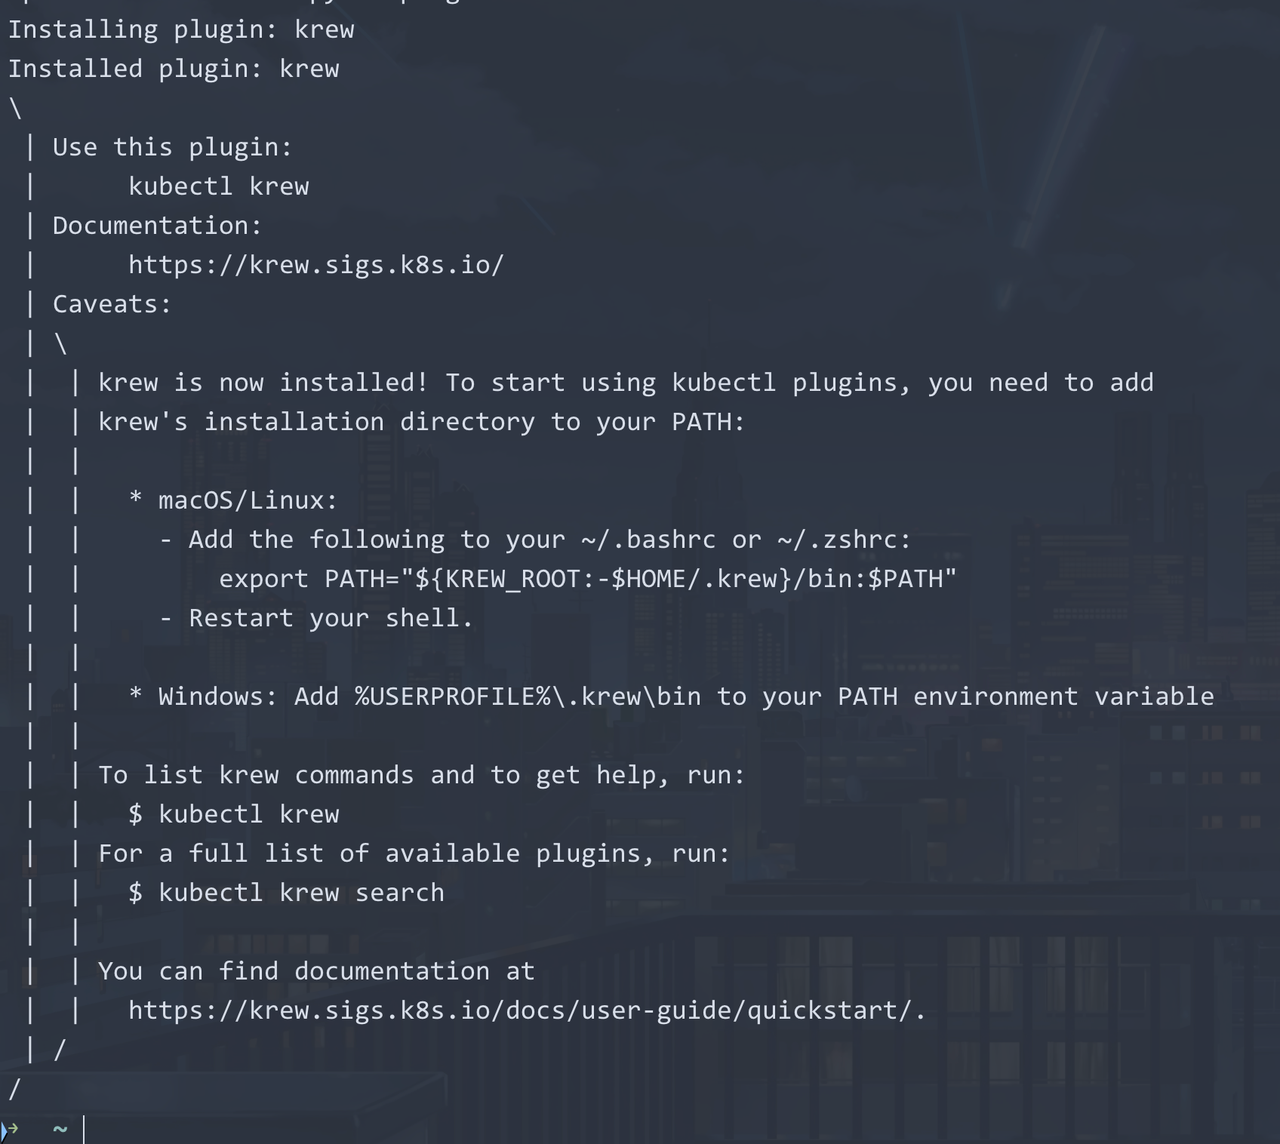 Installing plugin: krew
Installed plugin: krew
\
 | Use this plugin:
 |      kubectl krew
 | Documentation:
 |      https://krew.sigs.k8s.io/
 | Caveats:
 | \
 |  | krew is now installed! To start using kubectl plugins, you need to add
 |  | krew's installation directory to your PATH:
 |  |
 |  |   * macOS/Linux:
 |  |     - Add the following to your ~/.bashrc or ~/.zshrc:
 |  |         export PATH="${KREW_ROOT:-$HOME/.krew}/bin:$PATH"
 |  |     - Restart your shell.
 |  |
 |  |   * Windows: Add %USERPROFILE%\.krew\bin to your PATH environment variable
 |  |
 |  | To list krew commands and to get help, run:
 |  |   $ kubectl krew
 |  | For a full list of available plugins, run:
 |  |   $ kubectl krew search
 |  |
 |  | You can find documentation at
 |  |   https://krew.sigs.k8s.io/docs/user-guide/quickstart/.
 | /
/
→  ~